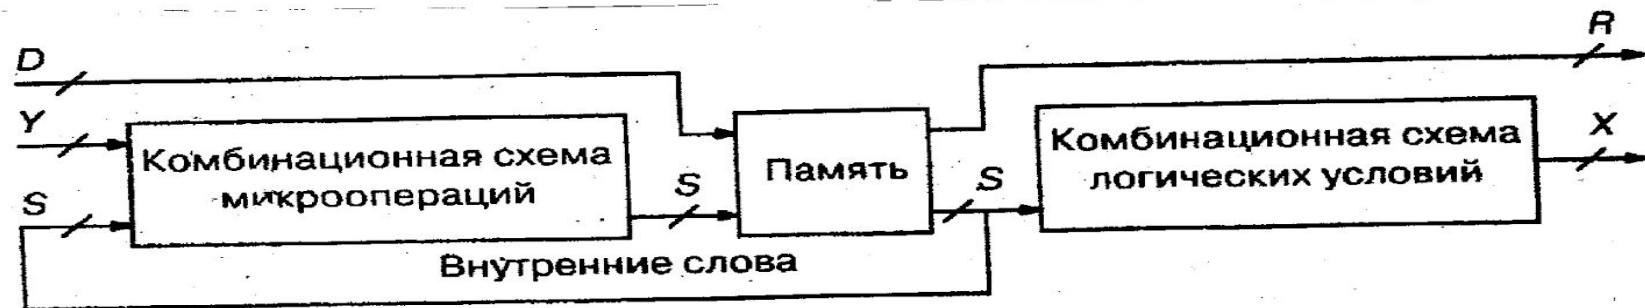 D
R
Y
Комбинационная схема
микроопераций
S
S
Память
S
Комбинационная схема
логических условий
X
Внутренние слова